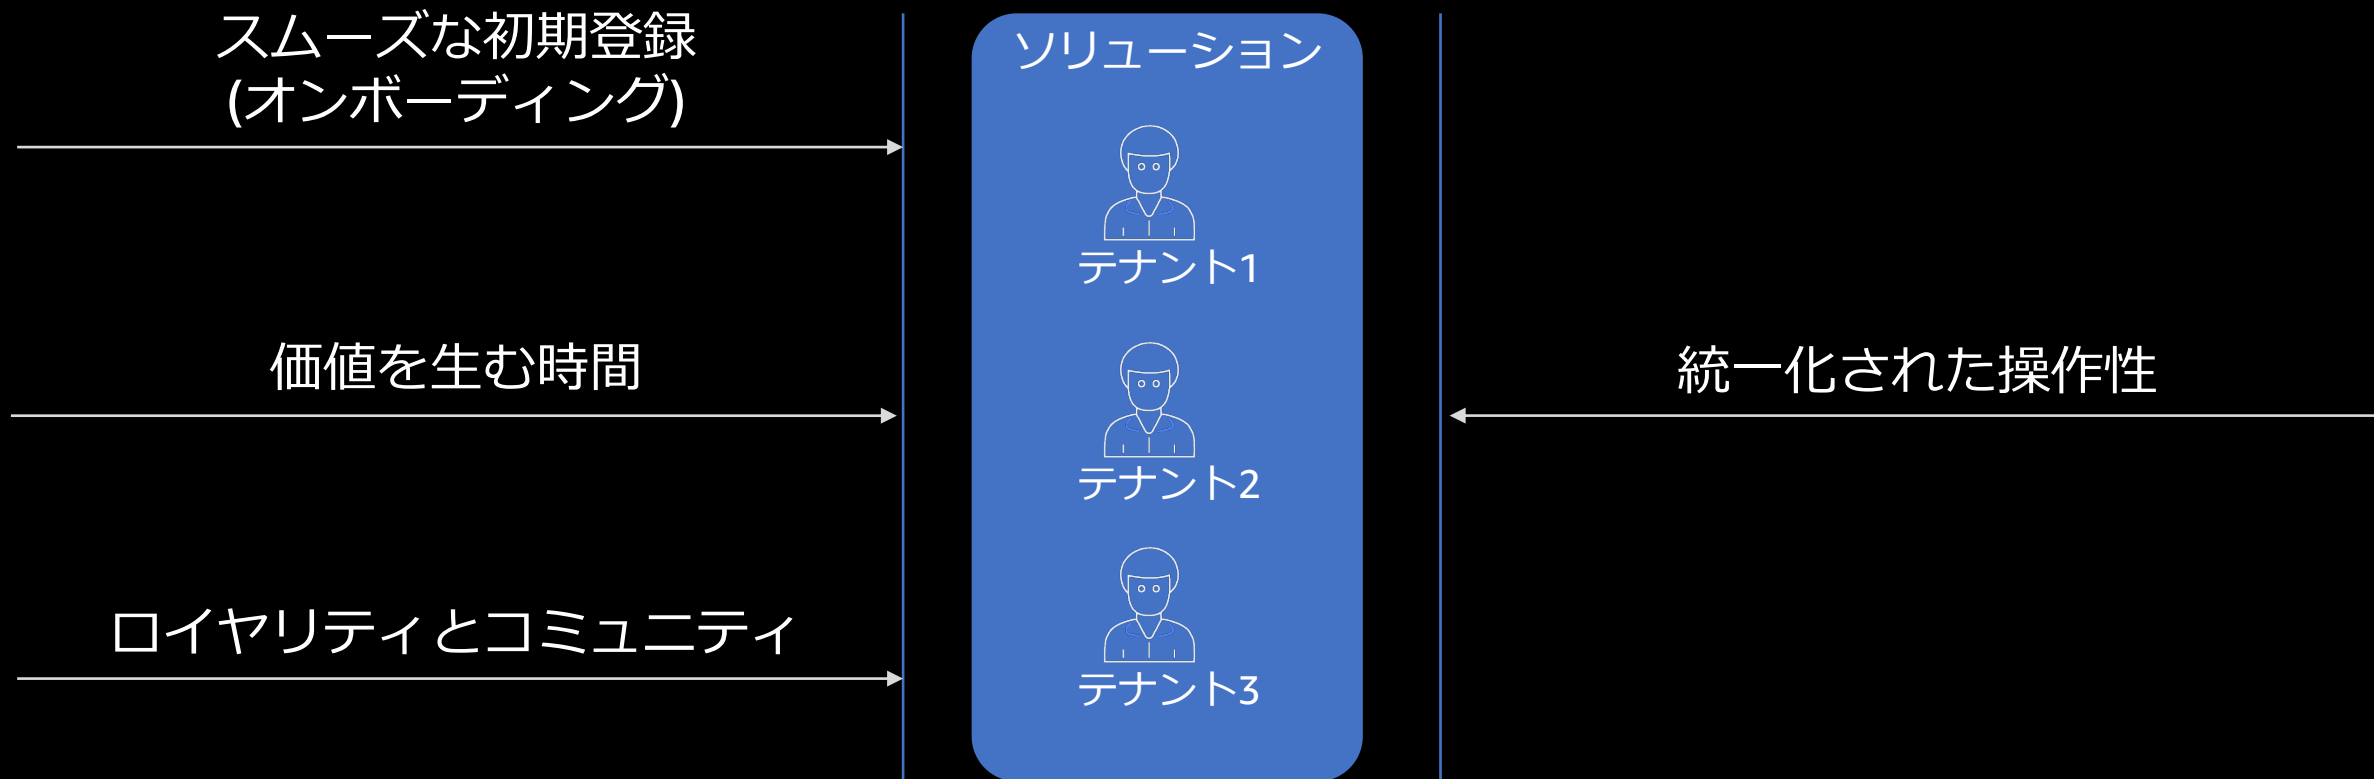 スムーズな初期登録
(オンボーディング)
ソリューション
テナント1
価値を生む時間
統一化された操作性
テナント2
ロイヤリティとコミュニティ
テナント3